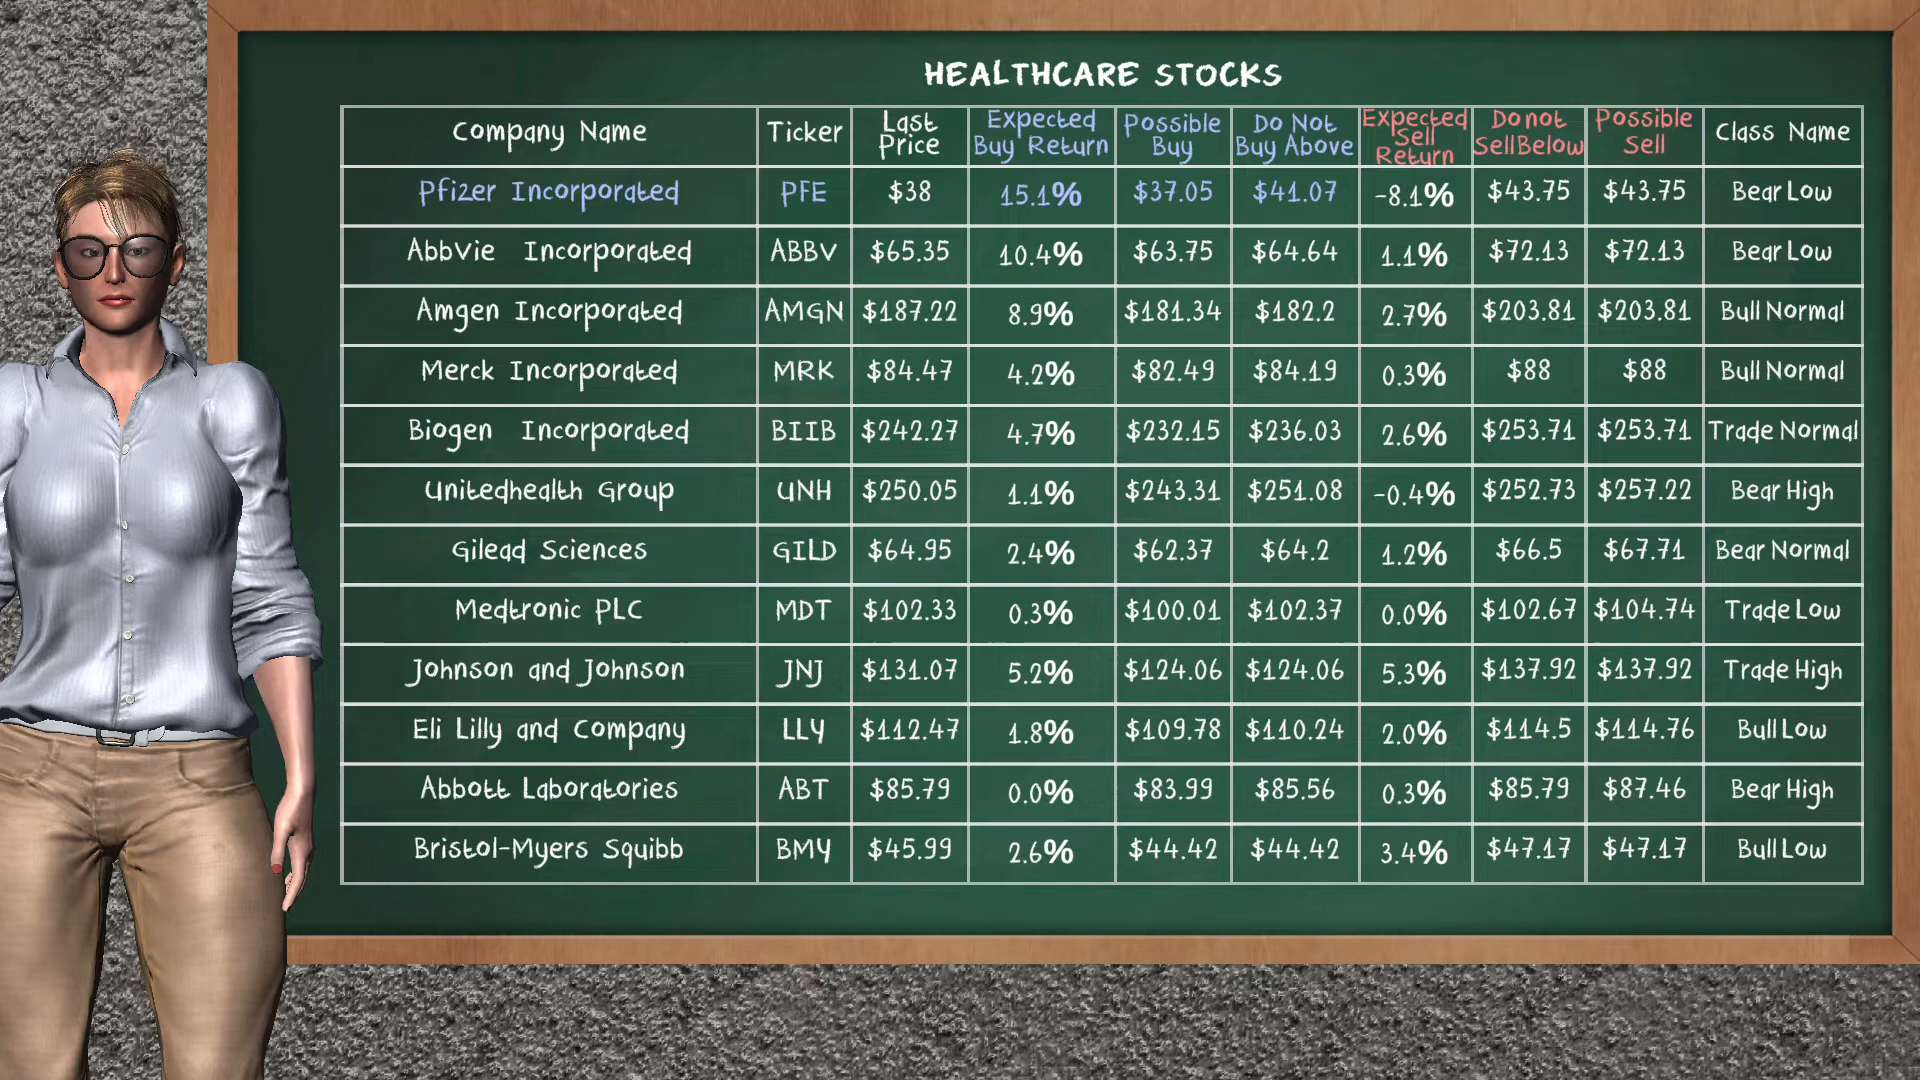 HEALTHCARE STOCKS
Company Name Ticker Last Price Expected Buy Return Possible Buy Do Not Buy Above Expected Sell Return Do not Sell Below Possible Sell Class Name
Pfizer Incorporated PFE $38 15.1% $37.05 $41.07 -8.1% $43.75 $43.75 Bear Low
AbbVie Incorporated ABBV $65.35 10.4% $63.75 $64.64 1.1% $72.13 $72.13 Bear Low
Amgen Incorporated AMGN $187.22 8.9% $181.34 $182.2 2.7% $203.81 $203.81 Bull Normal
Merck Incorporated MRK $84.47 4.2% $82.49 $84.19 0.3% $88 $88 Bull Normal
Biogen Incorporated BIIB $242.27 4.7% $232.15 $236.03 2.6% $253.71 $253.71 Trade Normal
Unitedhealth Group UNH $250.05 1.1% $243.31 $251.08 -0.4% $252.73 $257.22 Bear High
Gilead Sciences GILD $64.95 2.4% $62.37 $64.2 1.2% $66.5 $67.71 Bear Normal
Medtronic PLC MDT $102.33 0.3% $100.01 $102.37 0.0% $102.67 $104.74 Trade Low
Johnson and Johnson JNJ $131.07 5.2% $124.06 $124.06 5.3% $137.92 $137.92 Trade High
Eli Lilly and Company LLY $112.47 1.8% $109.78 $110.24 2.0% $114.5 $114.76 Bull Low
Abbott Laboratories ABT $85.79 0.0% $83.99 $85.56 0.3% $85.79 $87.46 Bear High
Bristol-Myers Squibb BMY $45.99 2.6% $44.42 $44.42 3.4% $47.17 $47.17 Bull Low